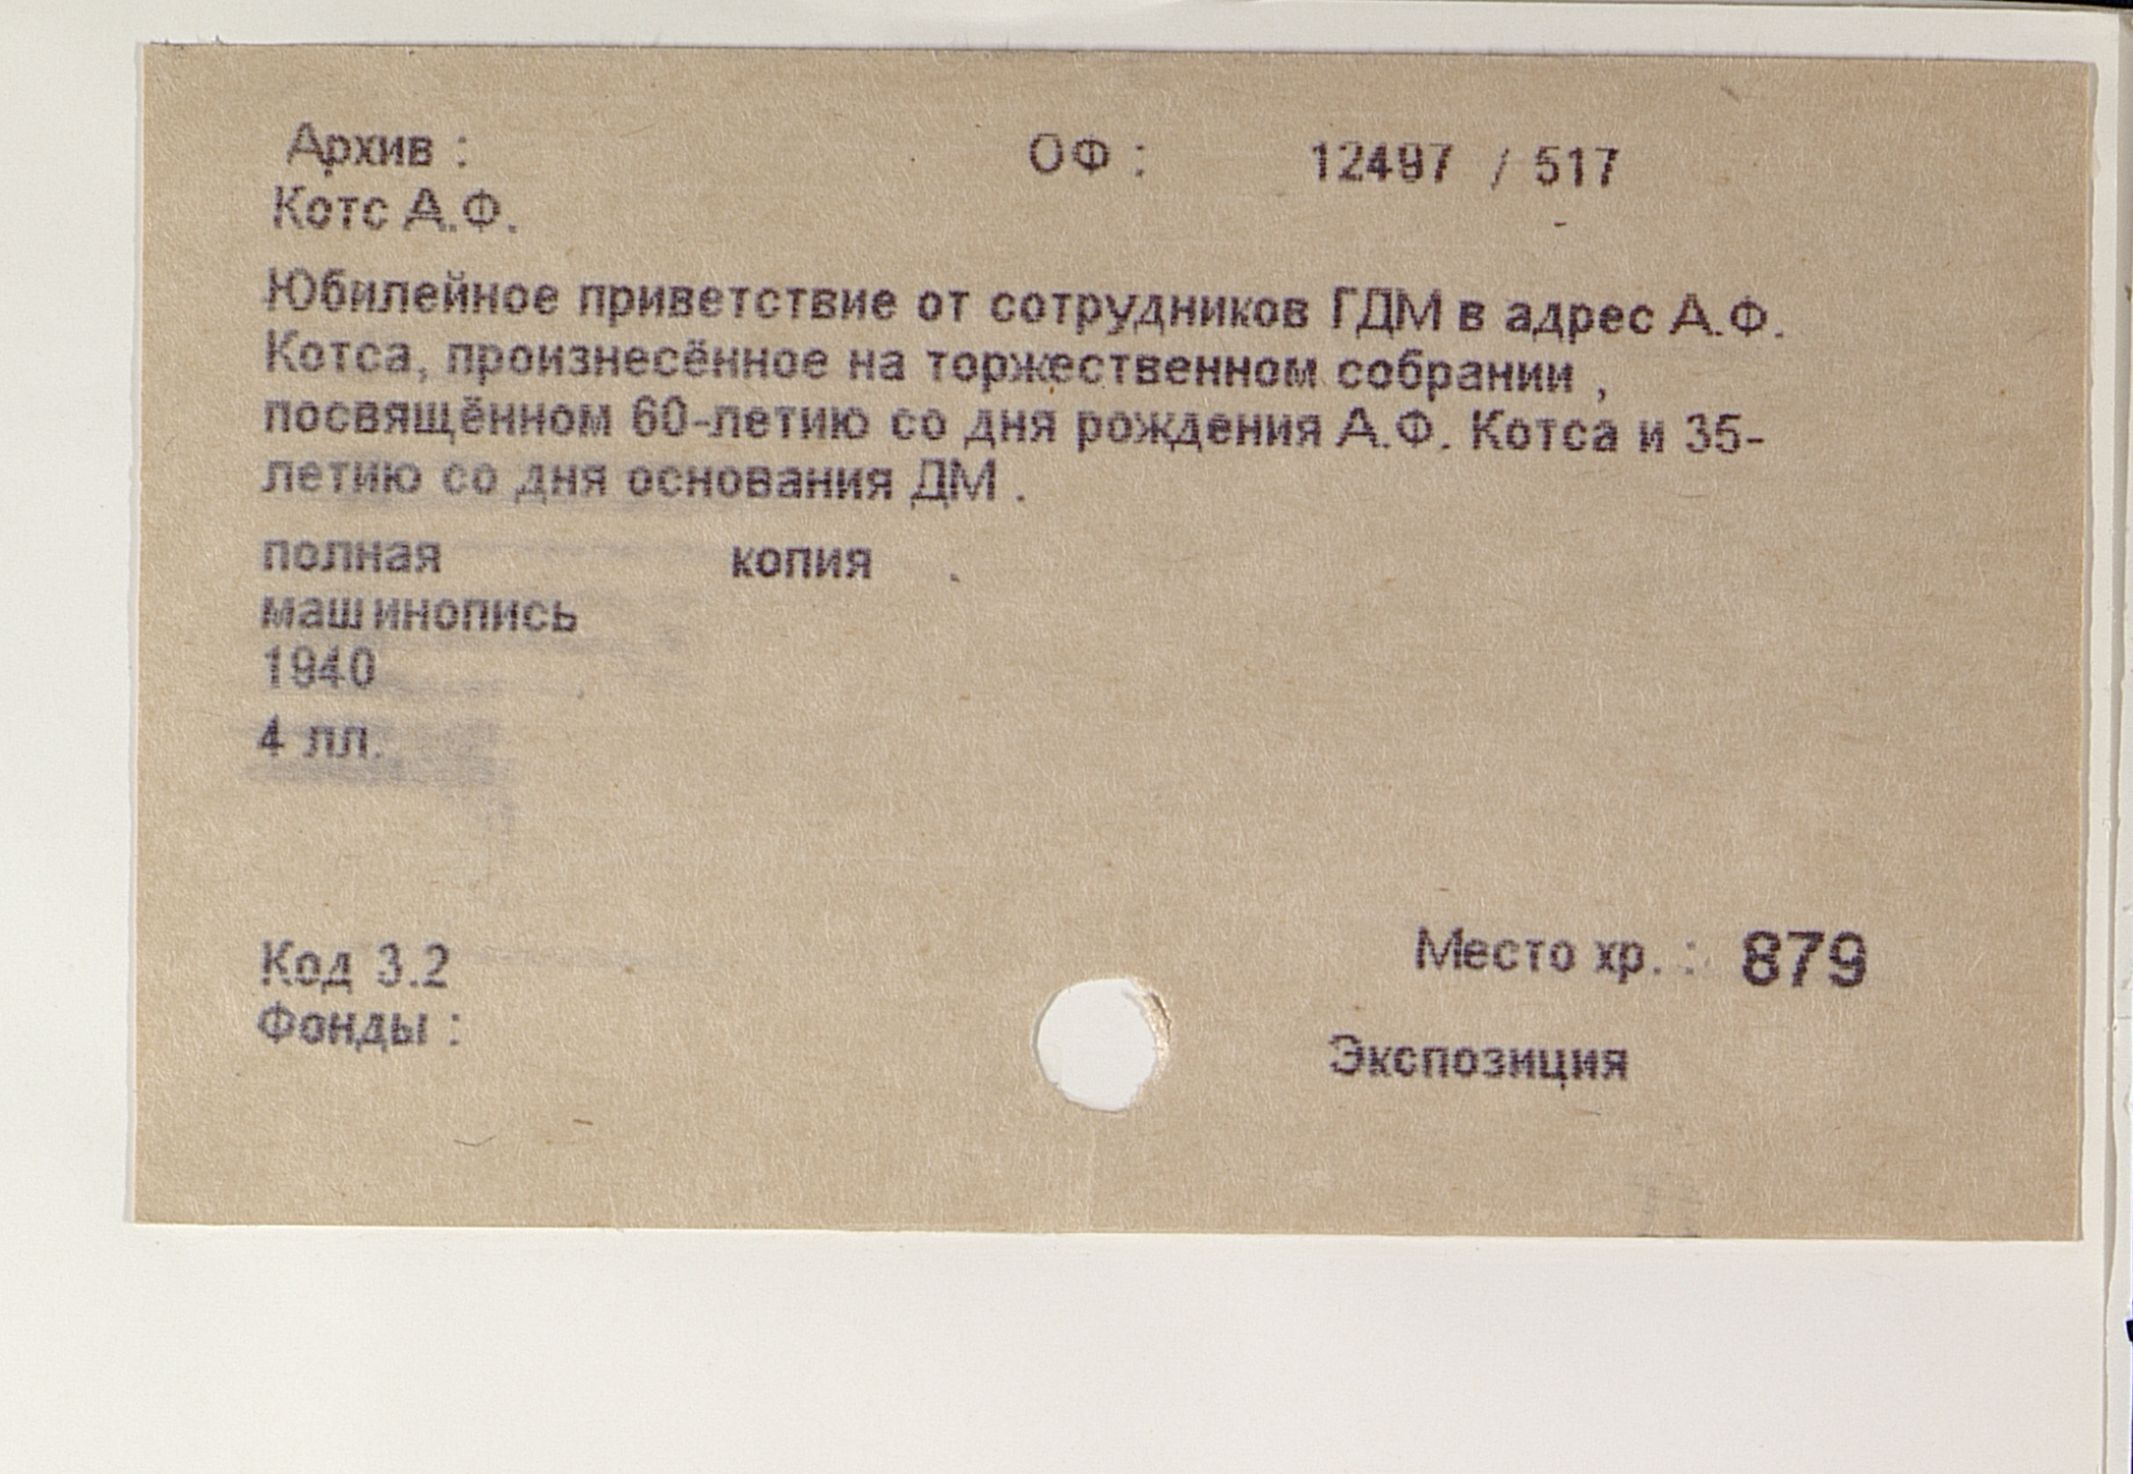 Архив : ОФ : 12497 / 517
Котс А.Ф.
Юбилейное приветствие от сотрудников ГДМ в адрес А.Ф.
Котса, произнесённое на торжественном собрании ,
посвящённом 60-летию со дня рождения А.Ф. Котса и 35-
летию со дня основания ДМ .
полная копия .
машинопись
1940
4 лл.
Код 3.2 Место хр. : 879
Фонды : Экспозиция